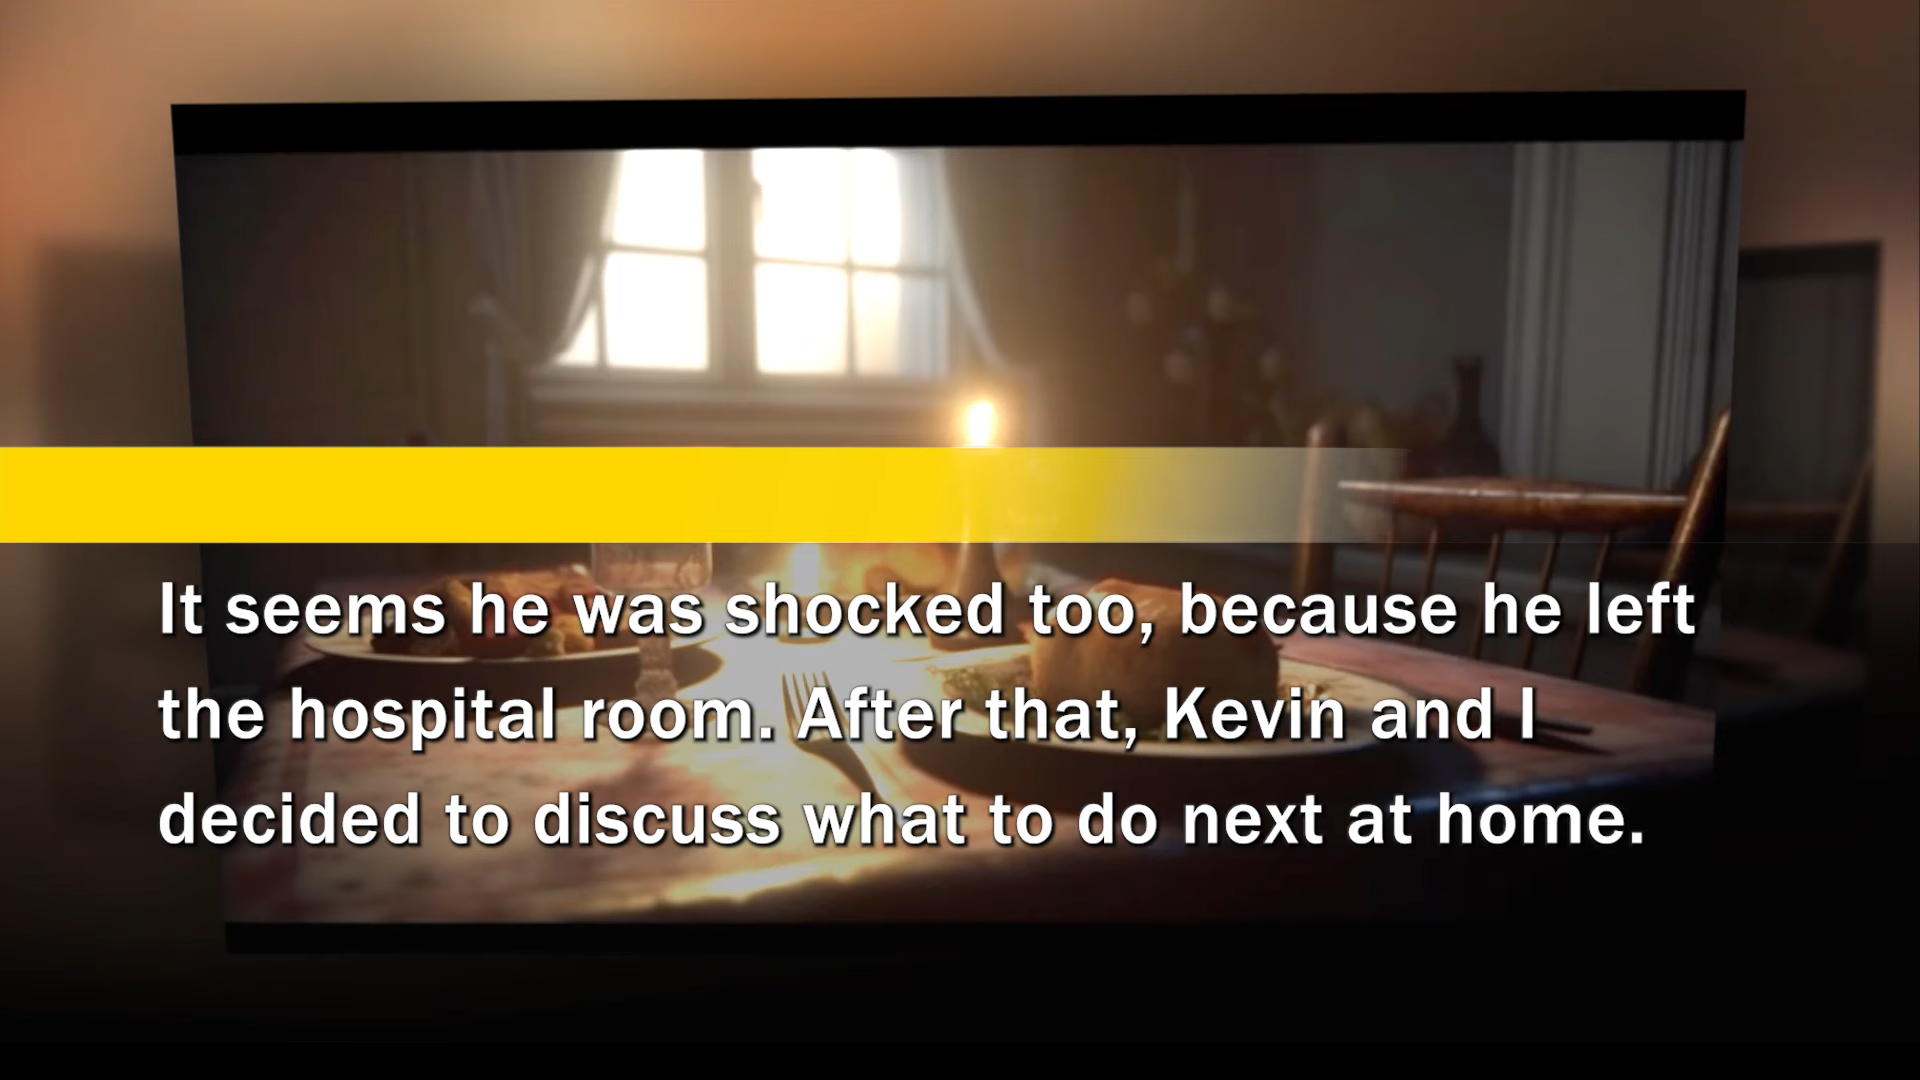 It seems he was shocked too, because he left
the hospital room. After that, Kevin and I
decided to discuss what to do next at home.